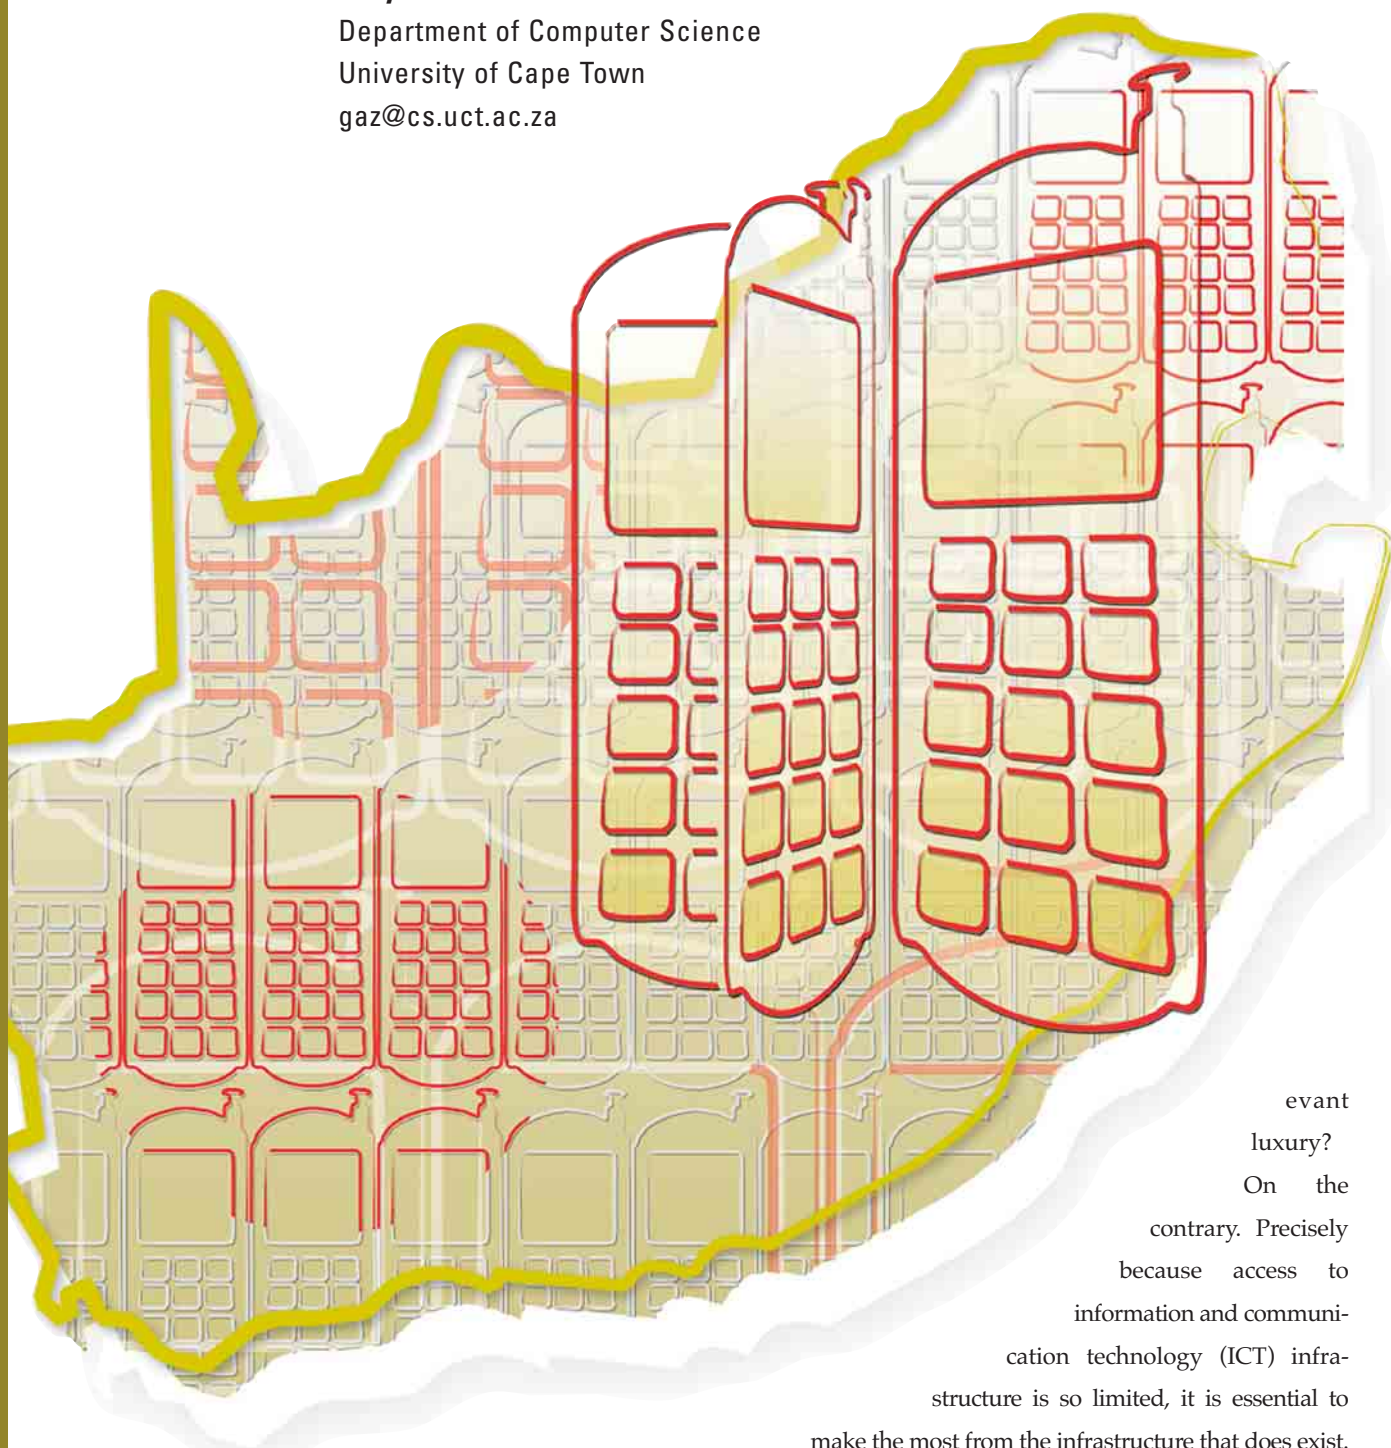 Department of Computer Science
University of Cape Town
gaz@cs.uct.ac.za
evant
luxury?
On the
contrary. Precisely
because access to
information and communi-
cation technology (ICT) infra-
structure is so limited, it is essential to
make the most from the infrastructure that does exist.